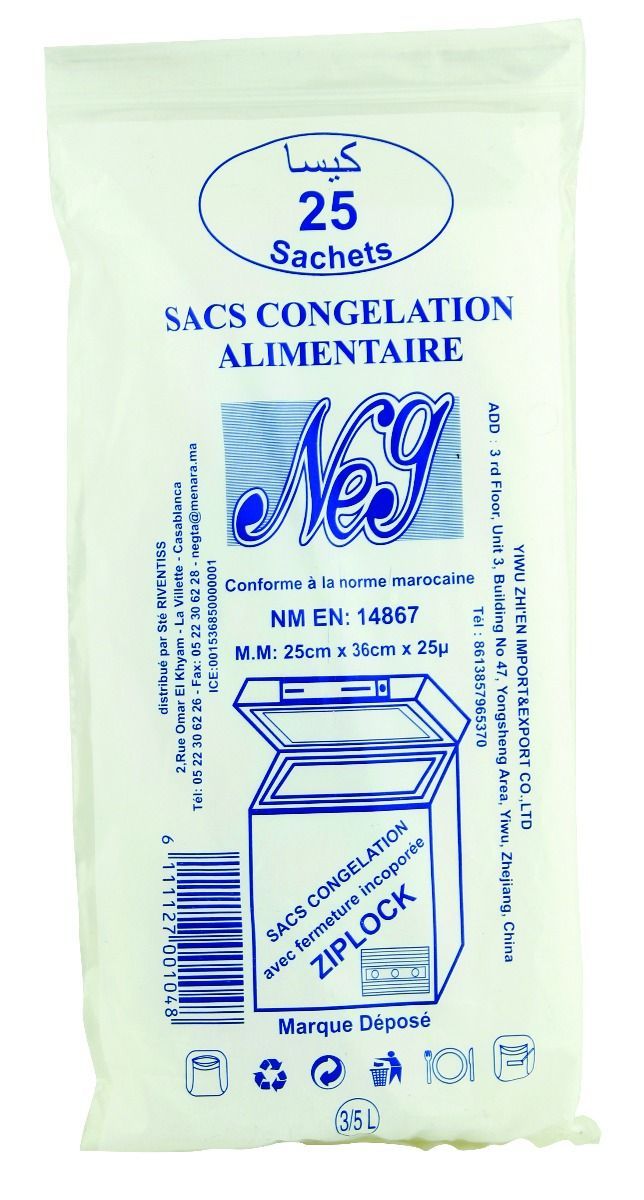 كيسا
25
Sachets
SACS CONGELATION
ALIMENTAIRE
Neg
Conforme à la norme marocaine
NM EN: 14867
M.M: 25cm x 36cm x 25µ
distribué par Sté RIVENTISS
2,Rue Omar El Khyam - La Villette - Casablanca
Tél: 05 22 30 62 26 - Fax: 05 22 30 62 28 - negta@menara.ma
ICE:001536850000001
YIWU ZHI'EN IMPORT&EXPORT CO.,LTD
ADD : 3 rd Floor, Unit 3, Building No 47, Yongsheng Area, Yiwu, Zhejiang, China
Tél : 8613857965370
SACS CONGELATION
avec fermeture incoporée
ZIPLOCK
6 111127 001048
Marque Déposé
3/5 L